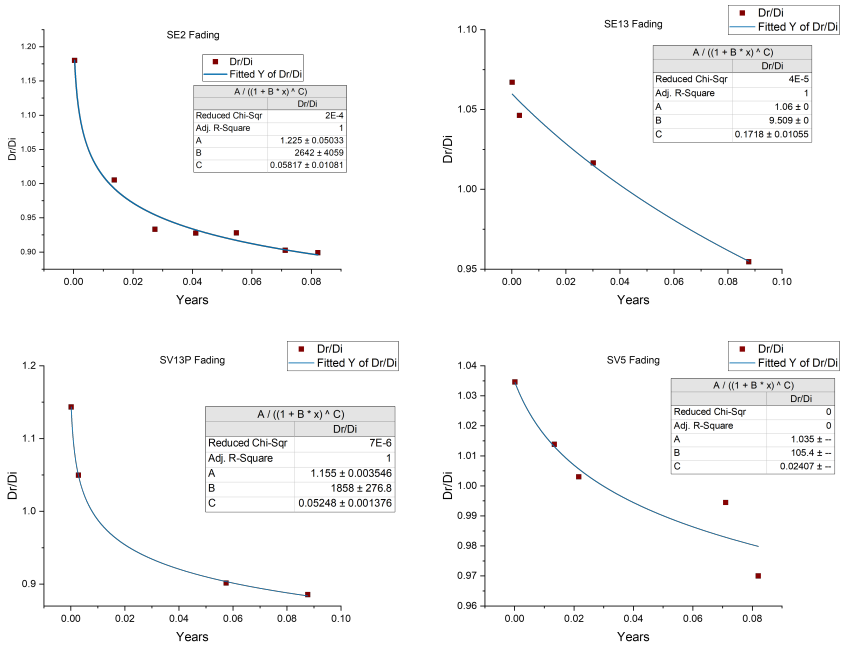 SE2 Fading
Dr/Di
Fitted Y of Dr/Di
A / ((1 + B * x) ^ C)
Dr/Di
Reduced Chi-Sqr 2E-4
Adj. R-Square 1
A 1.225 ± 0.05033
B 2642 ± 4059
C 0.05817 ± 0.01081
1.20
1.15
1.10
1.05
1.00
0.95
0.90
Dr/Di
0.00 0.02 0.04 0.06 0.08
Years
SE13 Fading
Dr/Di
Fitted Y of Dr/Di
A / ((1 + B * x) ^ C)
Dr/Di
Reduced Chi-Sqr 4E-5
Adj. R-Square 1
A 1.06 ± 0
B 9.509 ± 0
C 0.1718 ± 0.01055
1.10
1.05
1.00
0.95
Dr/Di
0.00 0.02 0.04 0.06 0.08 0.10
Years
SV13P Fading
Dr/Di
Fitted Y of Dr/Di
A / ((1 + B * x) ^ C)
Dr/Di
Reduced Chi-Sqr 7E-6
Adj. R-Square 1
A 1.155 ± 0.003546
B 1858 ± 276.8
C 0.05248 ± 0.001376
1.2
1.1
1.0
0.9
Dr/Di
0.00 0.02 0.04 0.06 0.08 0.10
Years
SV5 Fading
Dr/Di
Fitted Y of Dr/Di
A / ((1 + B * x) ^ C)
Dr/Di
Reduced Chi-Sqr 0
Adj. R-Square 0
A 1.035 ± --
B 105.4 ± --
C 0.02407 ± --
1.04
1.03
1.02
1.01
1.00
0.99
0.98
0.97
0.96
Dr/Di
0.00 0.02 0.04 0.06 0.08
Years